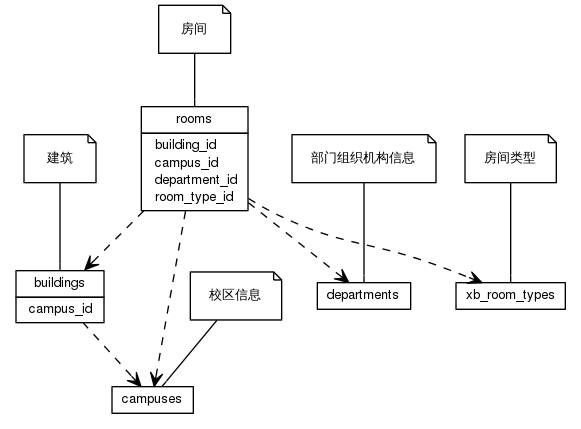 房间
rooms
building_id
campus_id
department_id
room_type_id
建筑
部门组织机构信息
房间类型
buildings
campus_id
校区信息
departments
xb_room_types
campuses